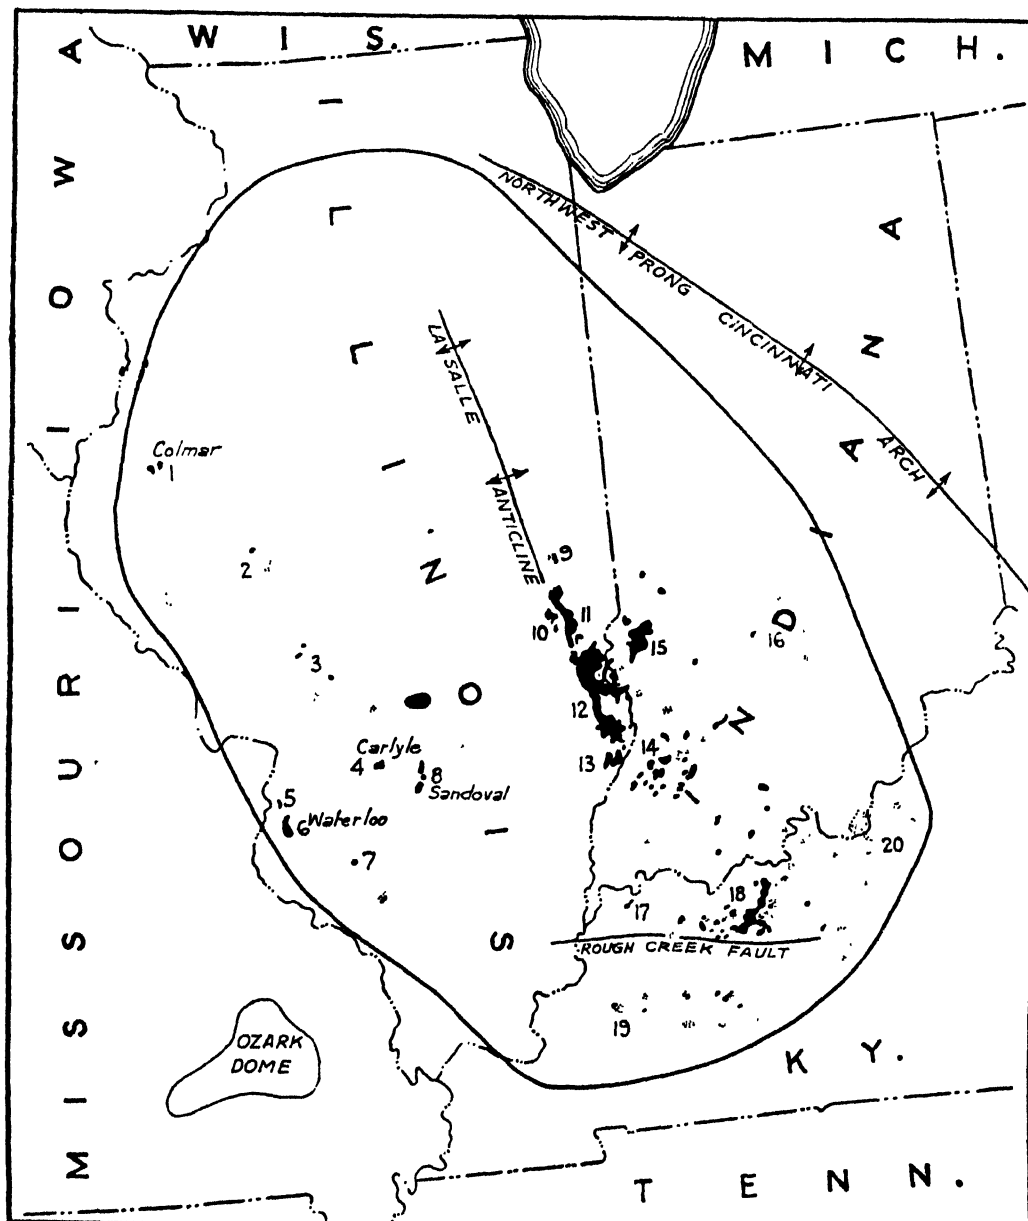 WIS.
MICH.
IOWA
ILLINOIS
INDIANA
MISSOURI
NORTHWEST PRONG CINCINNATI ARCH
LA SALLE ANTICLINE
Colmar
1
2
9
10
11
3
15
16
12
Carlyle
4
8
Sandoval
13
14
5
6 Waterloo
7
20
18
17
ROUGH CREEK FAULT
19
OZARK
DOME
KY.
TENN.